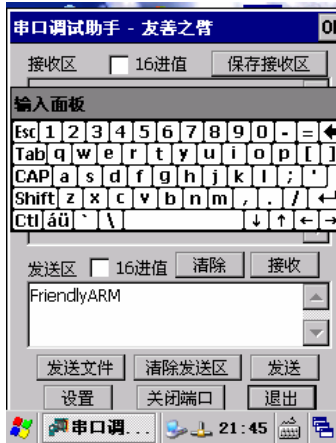 串口调试助手 - 友善之臂
接收区 16进值 保存接收区
输入面板
Esc 1 2 3 4 5 6 7 8 9 0 - =
Tab q w e r t y u i o p [ ]
CAP a s d f g h j k l ; '
Shift z x c v b n m , . /
Ctl áü ` \ ↓ ↑ ← →
发送区 16进值 清除 接收
FriendlyARM
发送文件 清除发送区 发送
设置 关闭端口 退出
串口调... 21:45